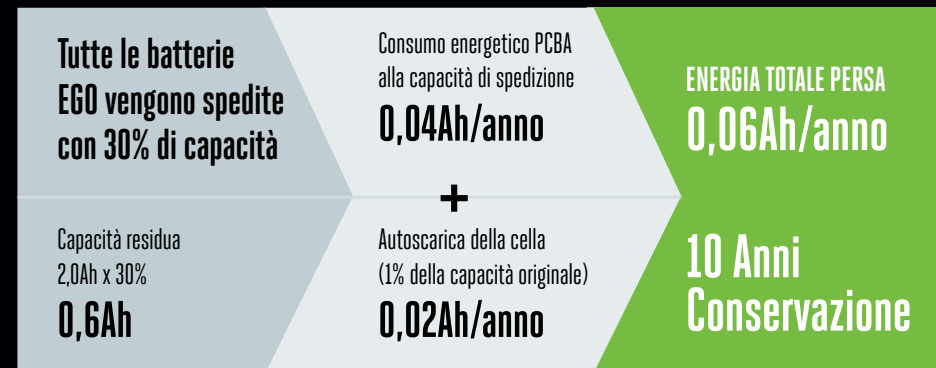 Tutte le batterie
EGO vengono spedite
con 30% di capacità
Capacità residua
2,0Ah x 30%
0,6Ah
Consumo energetico PCBA
alla capacità di spedizione
0,04Ah/anno
+
Autoscarica della cella
(1% della capacità originale)
0,02Ah/anno
ENERGIA TOTALE PERSA
0,06Ah/anno
10 Anni
Conservazione